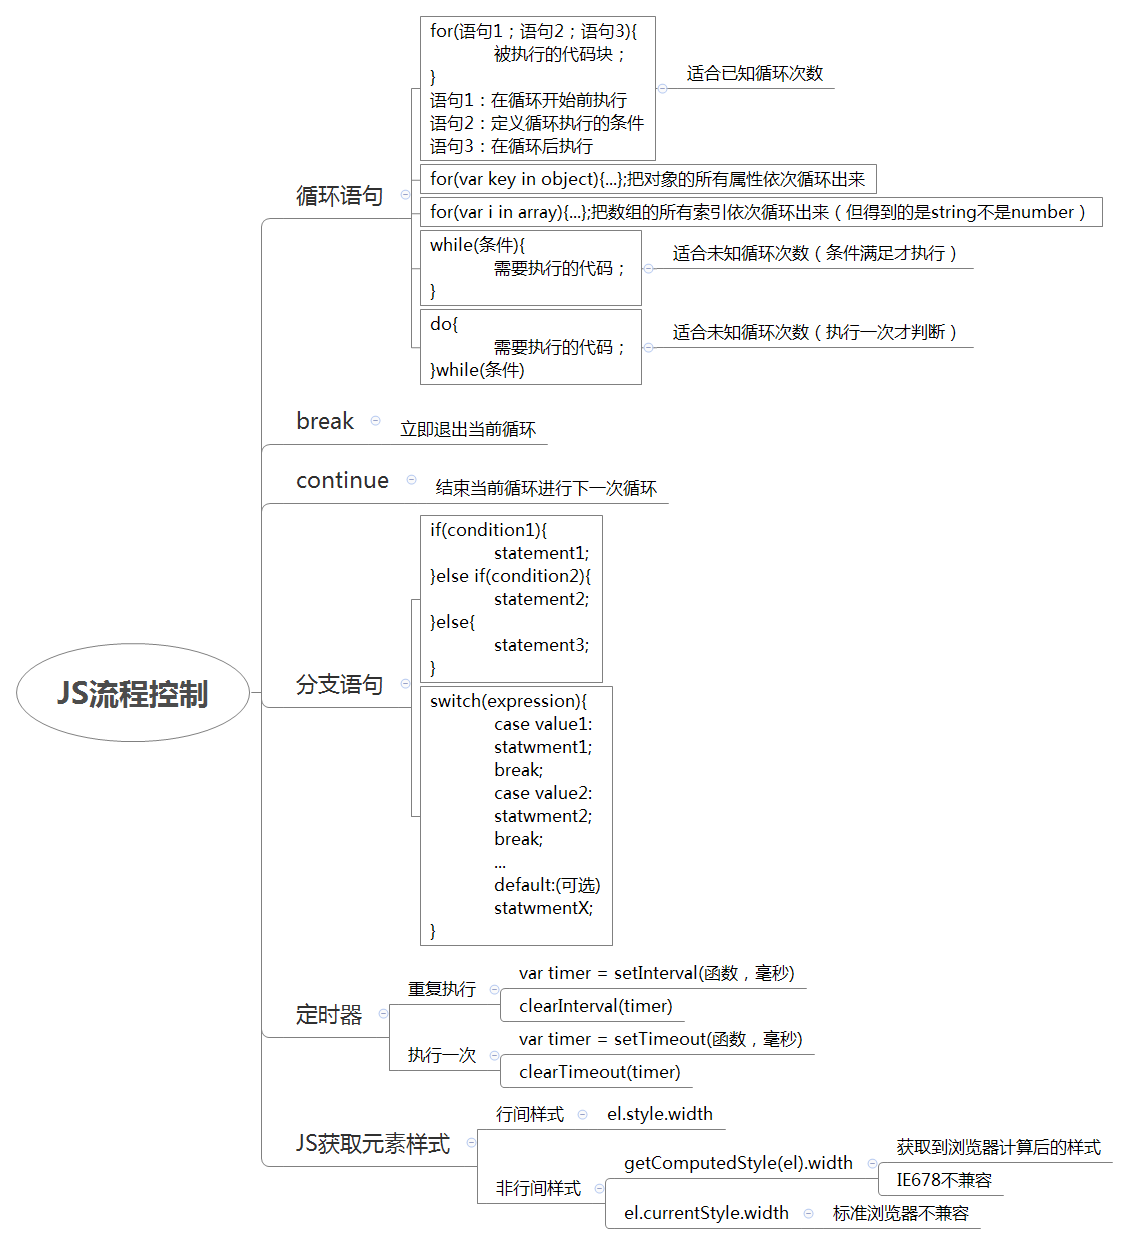 JS流程控制
循环语句
for(语句1；语句2；语句3){
被执行的代码块；
}
语句1：在循环开始前执行
语句2：定义循环执行的条件
语句3：在循环后执行
适合已知循环次数
for(var key in object){...};把对象的所有属性依次循环出来
for(var i in array){...};把数组的所有索引依次循环出来（但得到的是string不是number）
while(条件){
需要执行的代码；
}
适合未知循环次数（条件满足才执行）
do{
需要执行的代码；
}while(条件)
适合未知循环次数（执行一次才判断）
break
立即退出当前循环
continue
结束当前循环进行下一次循环
分支语句
if(condition1){
statement1;
}else if(condition2){
statement2;
}else{
statement3;
}
switch(expression){
case value1:
statwment1;
break;
case value2:
statwment2;
break;
...
default:(可选)
statwmentX;
}
定时器
重复执行
var timer = setInterval(函数，毫秒)
clearInterval(timer)
执行一次
var timer = setTimeout(函数，毫秒)
clearTimeout(timer)
JS获取元素样式
行间样式
el.style.width
非行间样式
getComputedStyle(el).width
获取到浏览器计算后的样式
IE678不兼容
el.currentStyle.width
标准浏览器不兼容